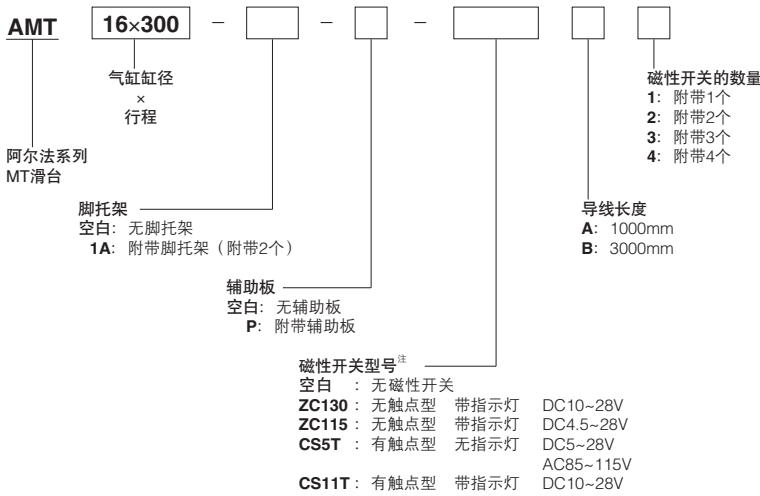 AMT 16×300 - - -
气缸缸径
×
行程
阿尔法系列
MT滑台
磁性开关的数量
1：附带1个
2：附带2个
3：附带3个
4：附带4个
脚托架
空白：无脚托架
1A：附带脚托架（附带2个）
导线长度
A：1000mm
B：3000mm
辅助板
空白：无辅助板
P：附带辅助板
磁性开关型号注
空白：无磁性开关
ZC130：无触点型 带指示灯 DC10~28V
ZC115：无触点型 带指示灯 DC4.5~28V
CS5T：有触点型 无指示灯 DC5~28V
AC85~115V
CS11T：有触点型 带指示灯 DC10~28V